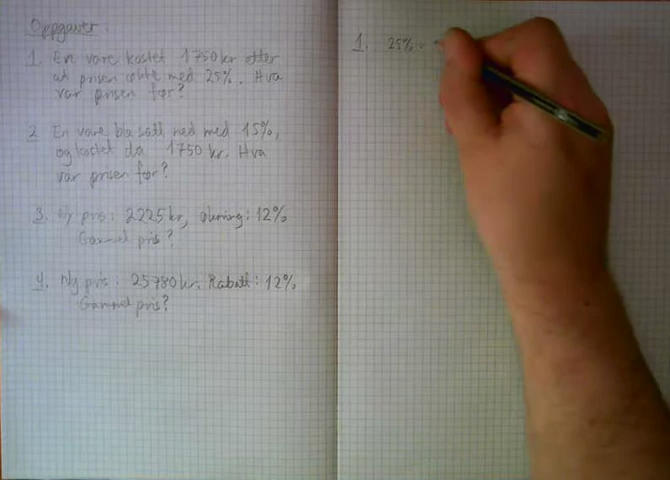 Oppgaver:
1. En vare kostet 1750 kr etter
at prisen økte med 25%. Hva
var prisen før?
2 En vare ble satt ned med 15%,
og kostet da 1750 kr. Hva
var prisen før?
3. Ny pris: 2225 kr, økning: 12%
Gammel pris?
4. Ny pris: 25780 kr. Rabatt: 12%
Gammel pris?
1. 25%